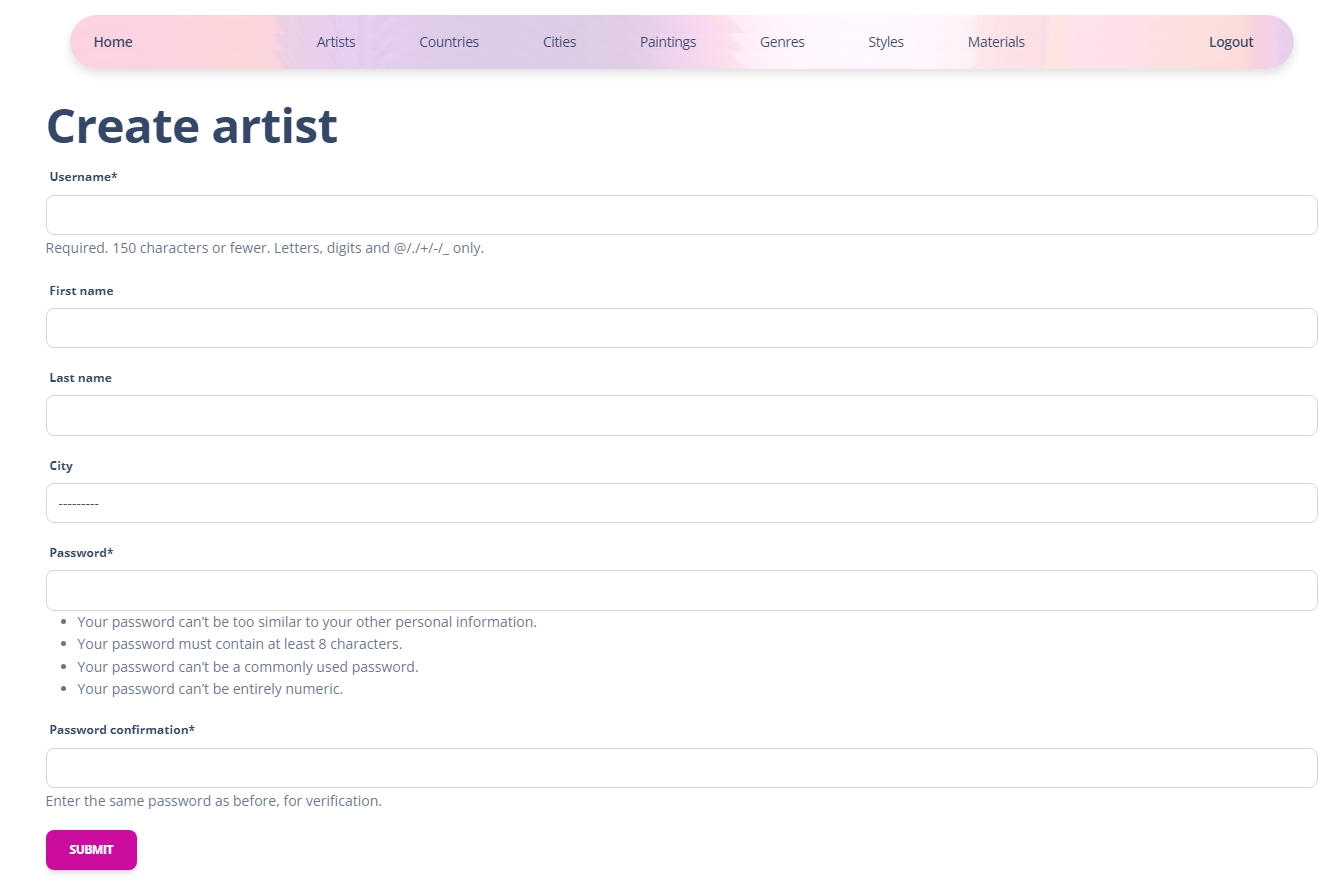 Home Artists Countries Cities Paintings Genres Styles Materials Logout
Create artist
Username*
Required. 150 characters or fewer. Letters, digits and @/./+/-/_ only.
First name
Last name
City
---------
Password*
Your password can’t be too similar to your other personal information.
Your password must contain at least 8 characters.
Your password can’t be a commonly used password.
Your password can’t be entirely numeric.
Password confirmation*
Enter the same password as before, for verification.
SUBMIT